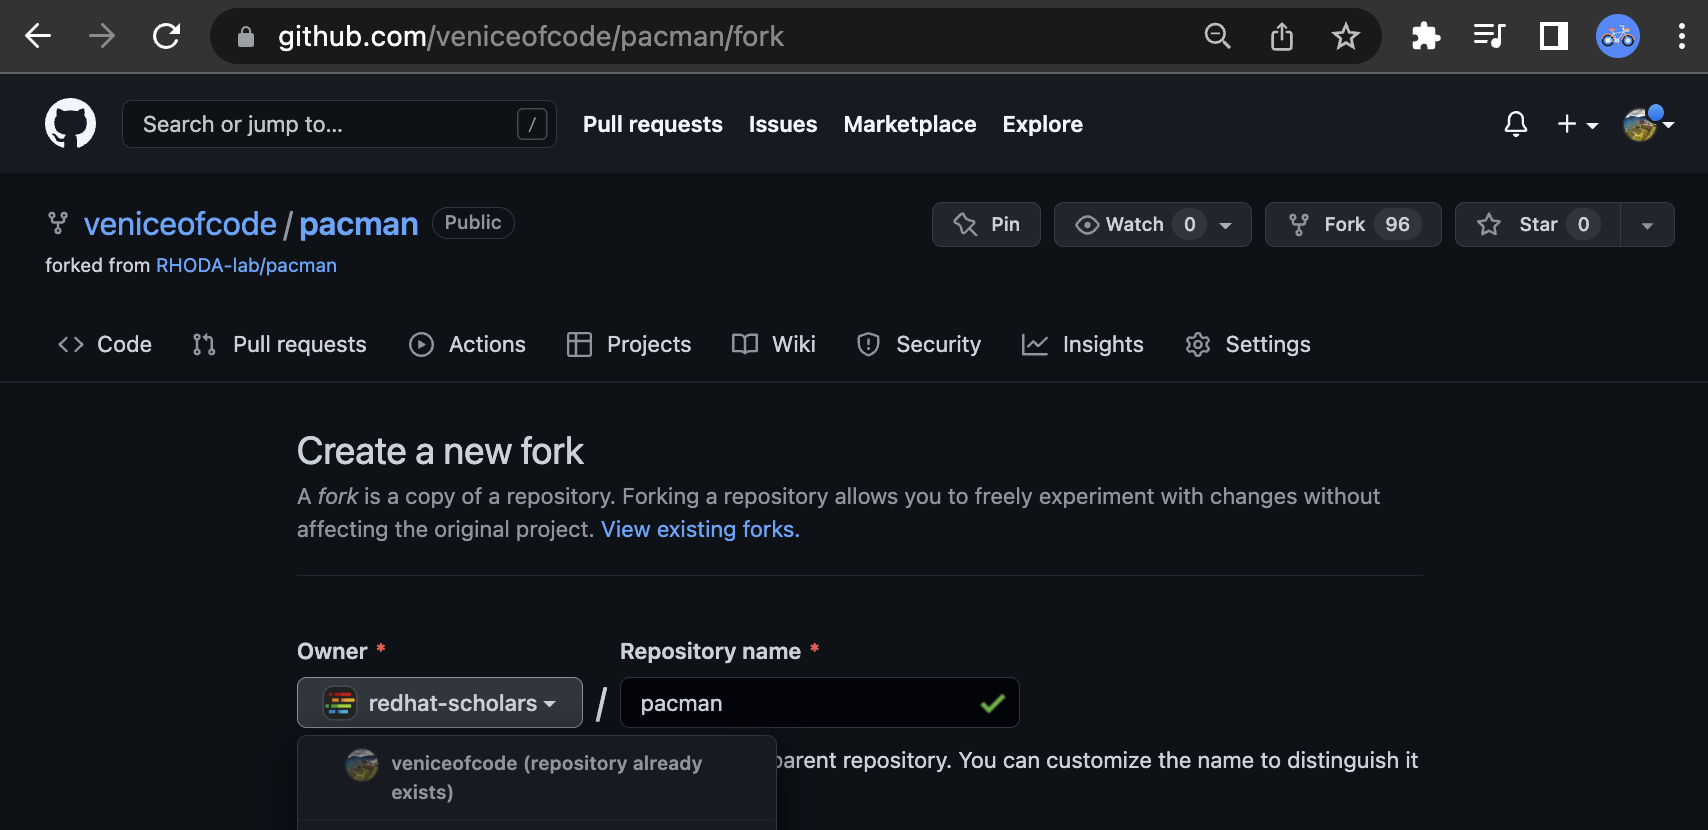 github.com/veniceofcode/pacman/fork
Search or jump to... /
Pull requests Issues Marketplace Explore
veniceofcode / pacman Public
Pin Watch 0 Fork 96 Star 0
forked from RHODA-lab/pacman
Code Pull requests Actions Projects Wiki Security Insights Settings
Create a new fork
A fork is a copy of a repository. Forking a repository allows you to freely experiment with changes without
affecting the original project. View existing forks.
Owner * Repository name *
redhat-scholars / pacman
parent repository. You can customize the name to distinguish it
veniceofcode (repository already
exists)